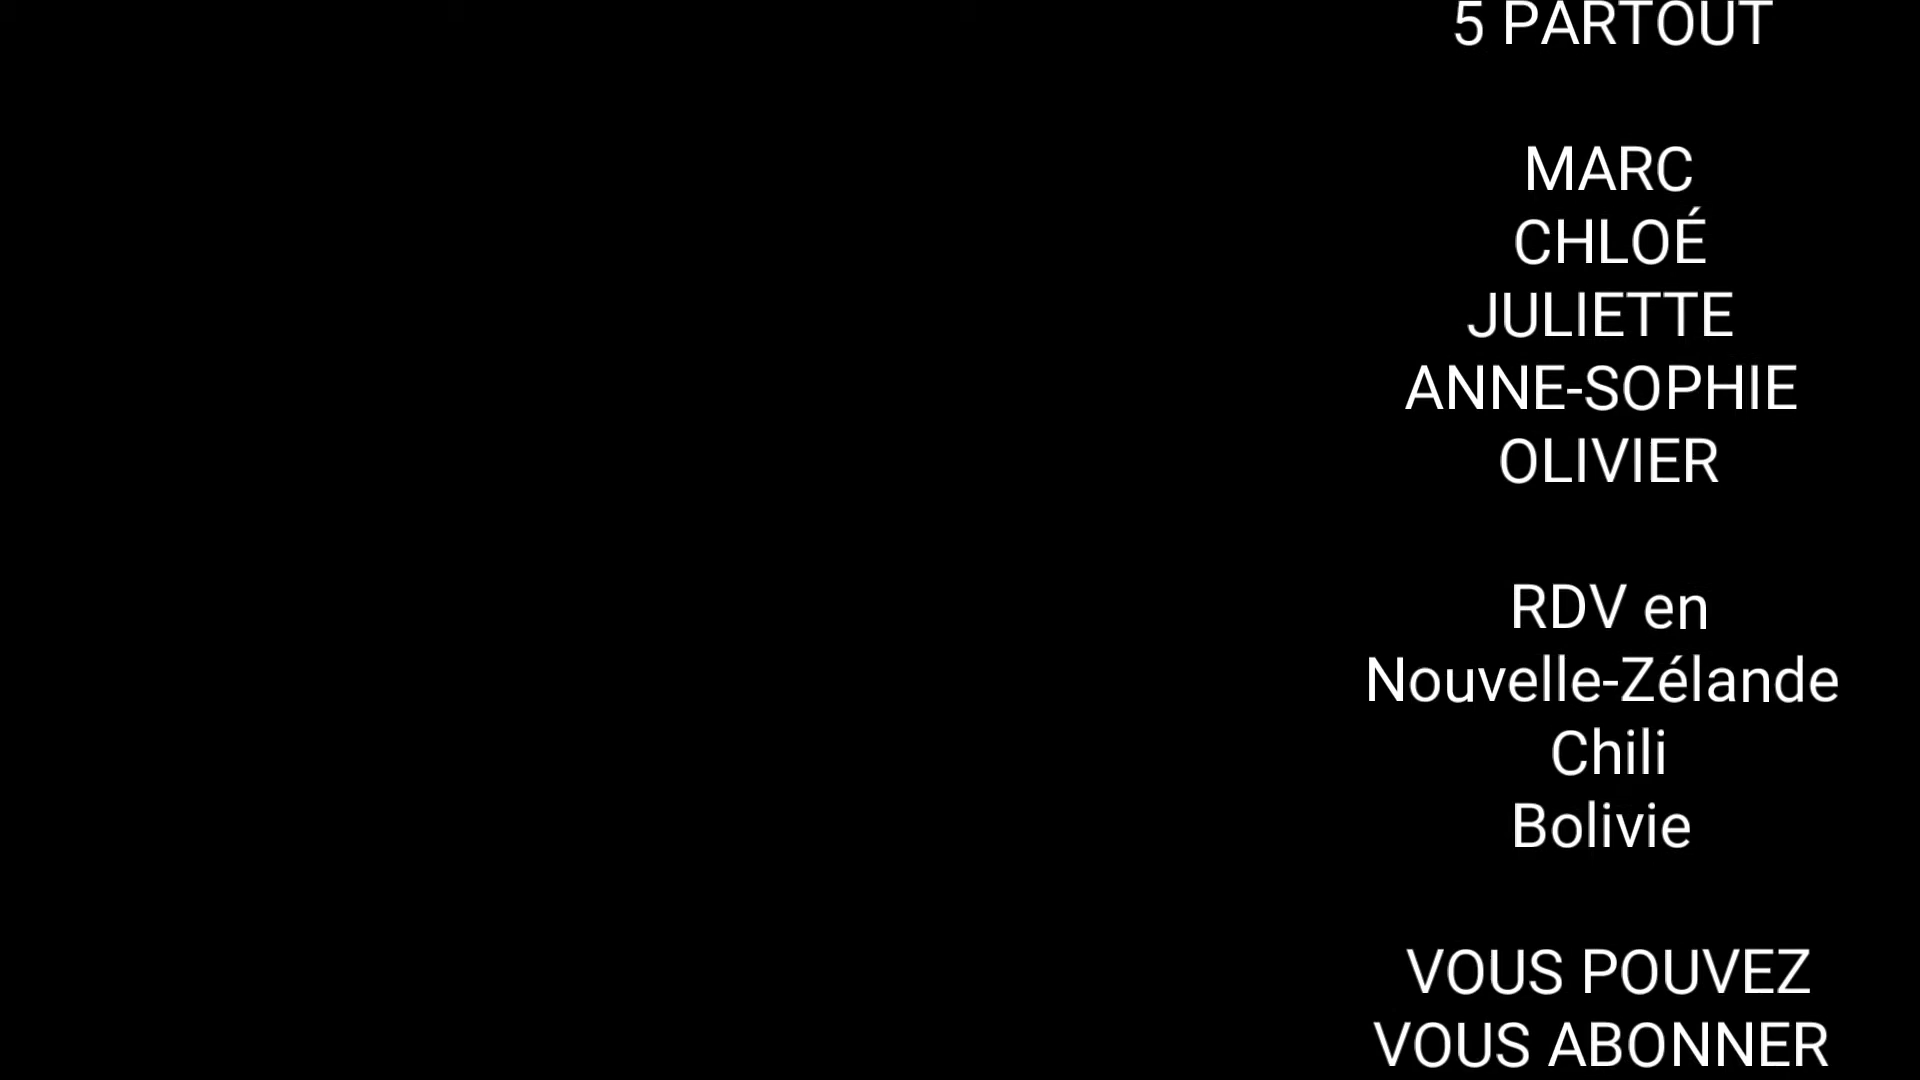 5 PARTOUT
MARC
CHLOÉ
JULIETTE
ANNE-SOPHIE
OLIVIER
RDV en
Nouvelle-Zélande
Chili
Bolivie
VOUS POUVEZ
VOUS ABONNER